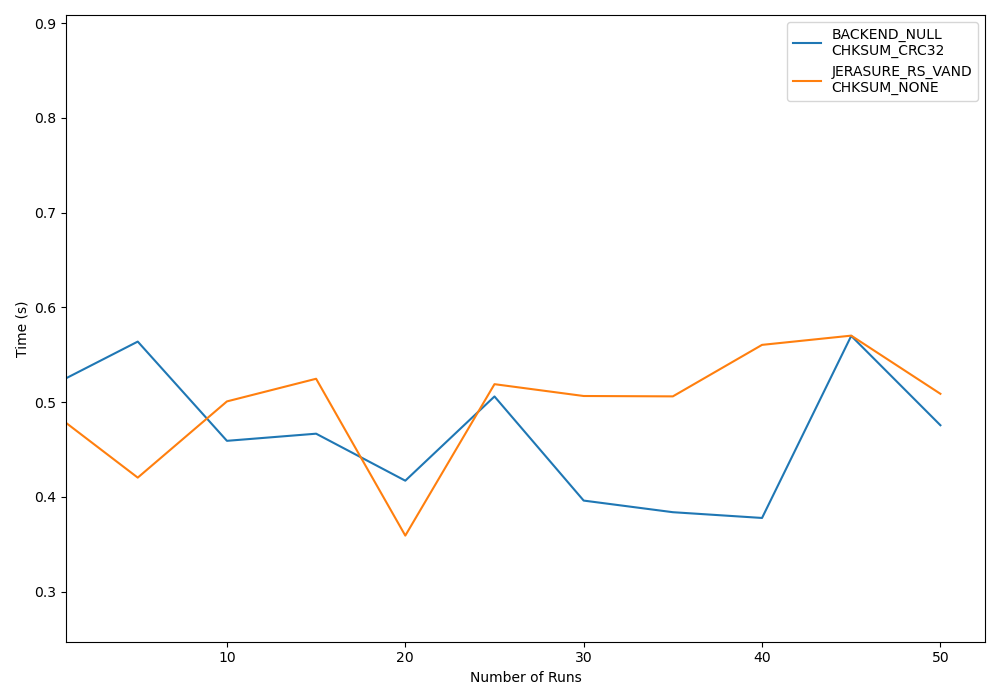 0.9
0.8
0.7
0.6
0.5
0.4
0.3
Time (s)
BACKEND_NULL
CHKSUM_CRC32
JERASURE_RS_VAND
CHKSUM_NONE
10 20 30 40 50
Number of Runs